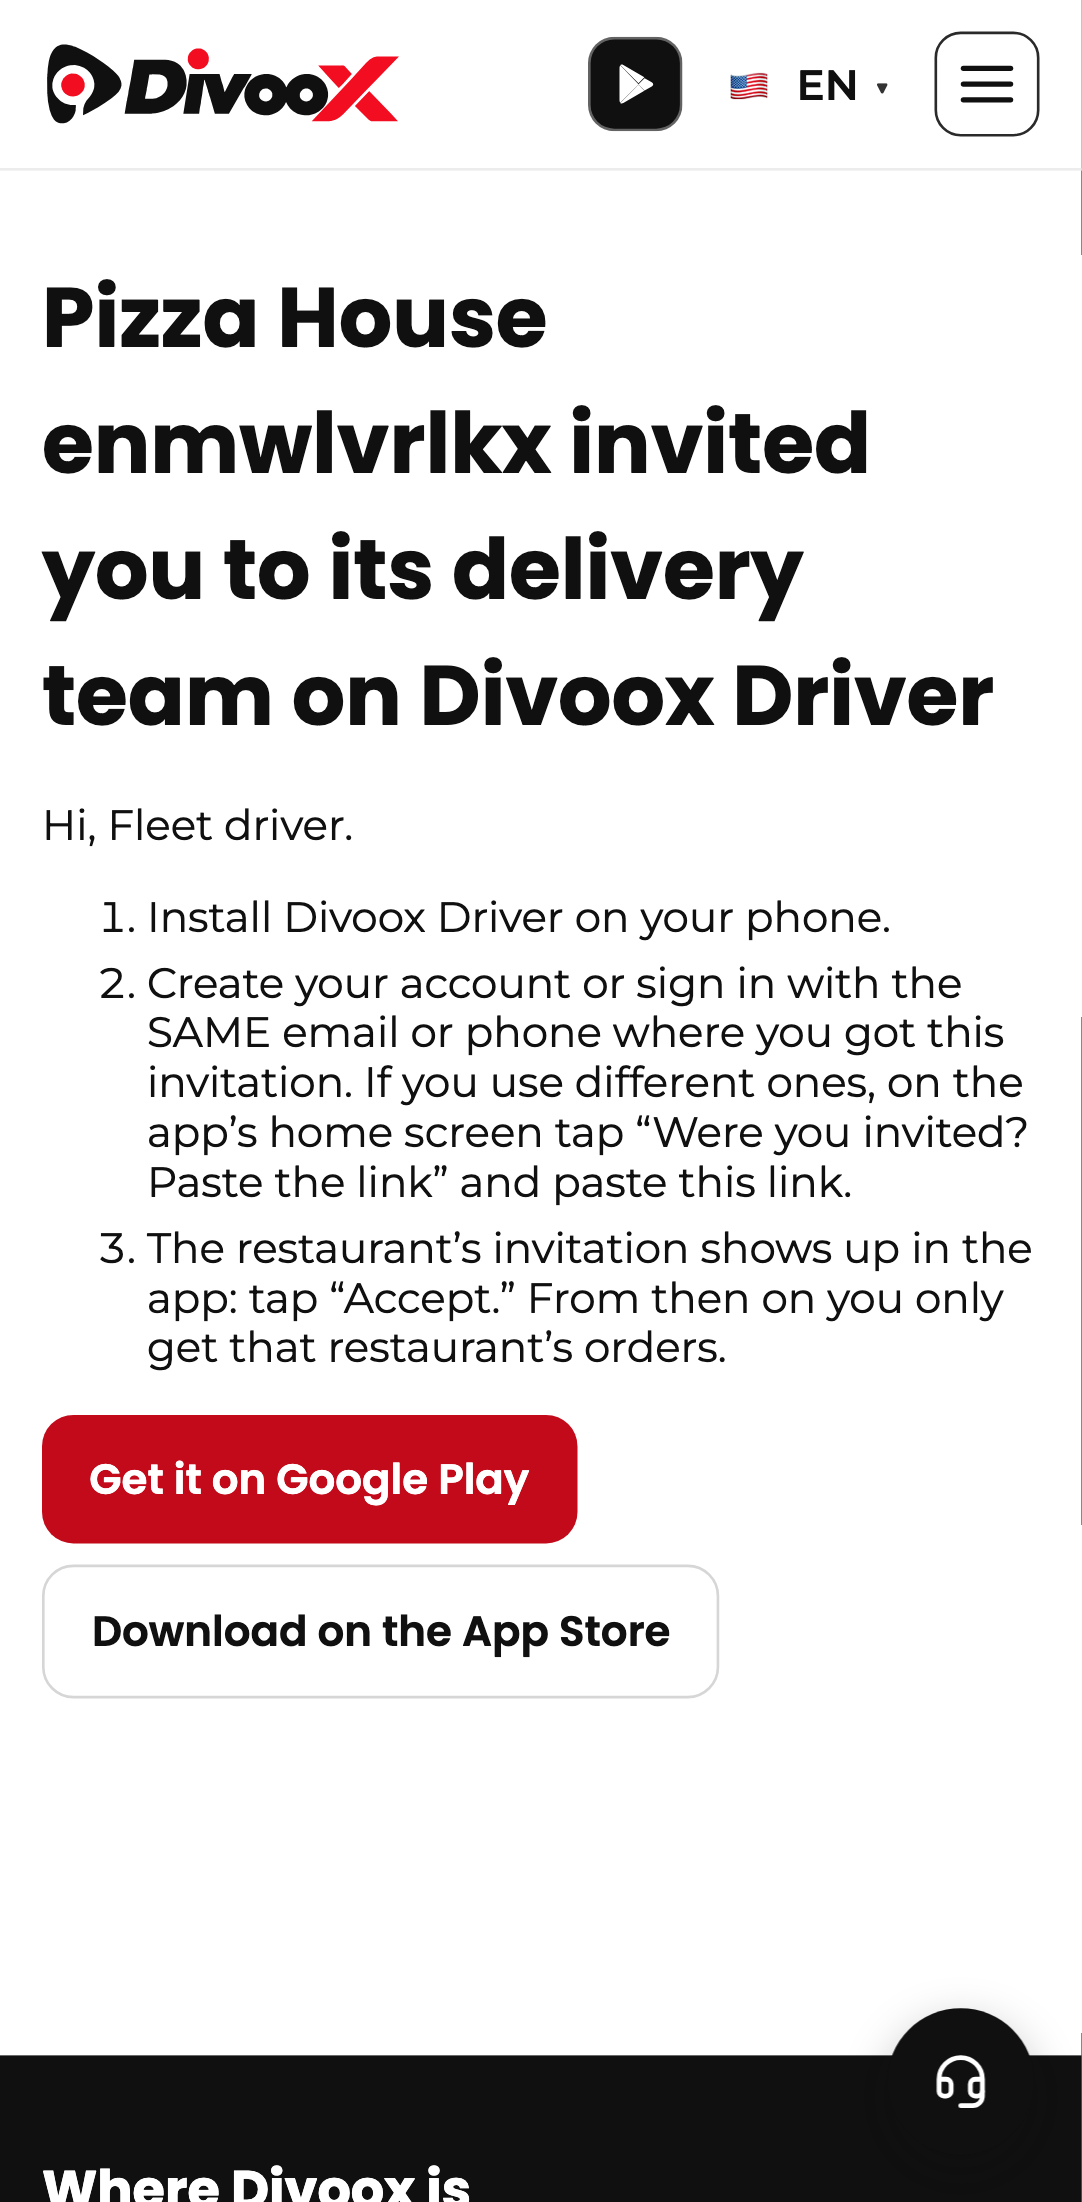 DivooX
EN
Pizza House
enmwlvrlkx invited
you to its delivery
team on Divoox Driver
Hi, Fleet driver.
1. Install Divoox Driver on your phone.
2. Create your account or sign in with the
SAME email or phone where you got this
invitation. If you use different ones, on the
app’s home screen tap “Were you invited?
Paste the link” and paste this link.
3. The restaurant’s invitation shows up in the
app: tap “Accept.” From then on you only
get that restaurant’s orders.
Get it on Google Play
Download on the App Store
Where Divoox is